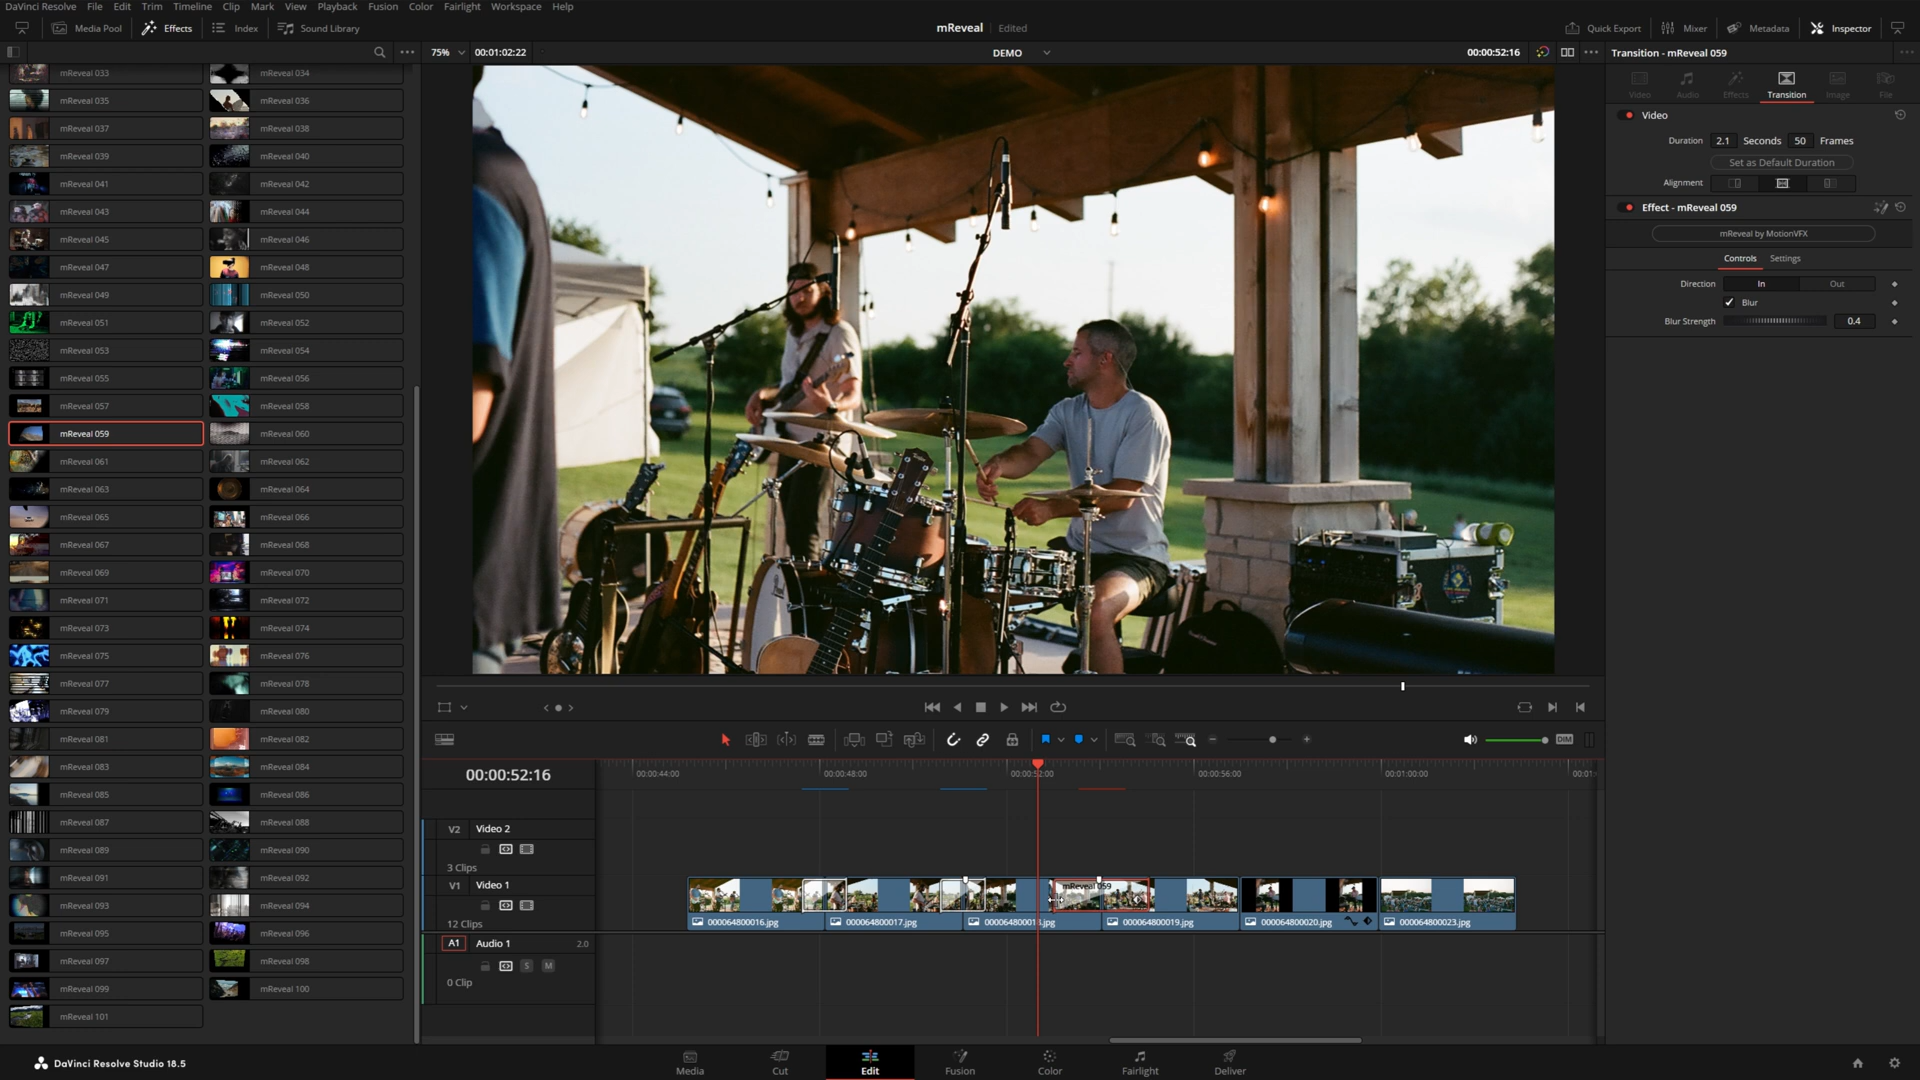 DaVinci Resolve File Edit Trim Timeline Clip Mark View Playback Fusion Color Fairlight Workspace Help
Media Pool Effects Index Sound Library mReveal Edited Quick Export Mixer Metadata Inspector
75% 00:01:02:22 DEMO 00:00:52:16 Transition - mReveal 059
mReveal 033 mReveal 034
mReveal 035 mReveal 036
mReveal 037 mReveal 038
mReveal 039 mReveal 040
mReveal 041 mReveal 042
mReveal 043 mReveal 044
mReveal 045 mReveal 046
mReveal 047 mReveal 048
mReveal 049 mReveal 050
mReveal 051 mReveal 052
mReveal 053 mReveal 054
mReveal 055 mReveal 056
mReveal 057 mReveal 058
mReveal 059 mReveal 060
mReveal 061 mReveal 062
mReveal 063 mReveal 064
mReveal 065 mReveal 066
mReveal 067 mReveal 068
mReveal 069 mReveal 070
mReveal 071 mReveal 072
mReveal 073 mReveal 074
mReveal 075 mReveal 076
mReveal 077 mReveal 078
mReveal 079 mReveal 080
mReveal 081 mReveal 082
mReveal 083 mReveal 084
mReveal 085 mReveal 086
mReveal 087 mReveal 088
mReveal 089 mReveal 090
mReveal 091 mReveal 092
mReveal 093 mReveal 094
mReveal 095 mReveal 096
mReveal 097 mReveal 098
mReveal 099 mReveal 100
mReveal 101
Video Audio Effects Transition Image File
Video
Duration 2.1 Seconds 50 Frames
Set as Default Duration
Alignment
Effect - mReveal 059
mReveal by MotionVFX
Controls Settings
Direction In Out
Blur
Blur Strength 0.4
DIM
00:00:52:16 00:00:44:00 00:00:48:00 00:00:52:00 00:00:56:00 00:01:00:00
V2 Video 2
3 Clips
V1 Video 1 mReveal 059
12 Clips 000064800016.jpg 000064800017.jpg 000064800019.jpg 000064800020.jpg 000064800023.jpg
A1 Audio 1 2.0
S M
0 Clip
DaVinci Resolve Studio 18.5 Media Cut Edit Fusion Color Fairlight Deliver